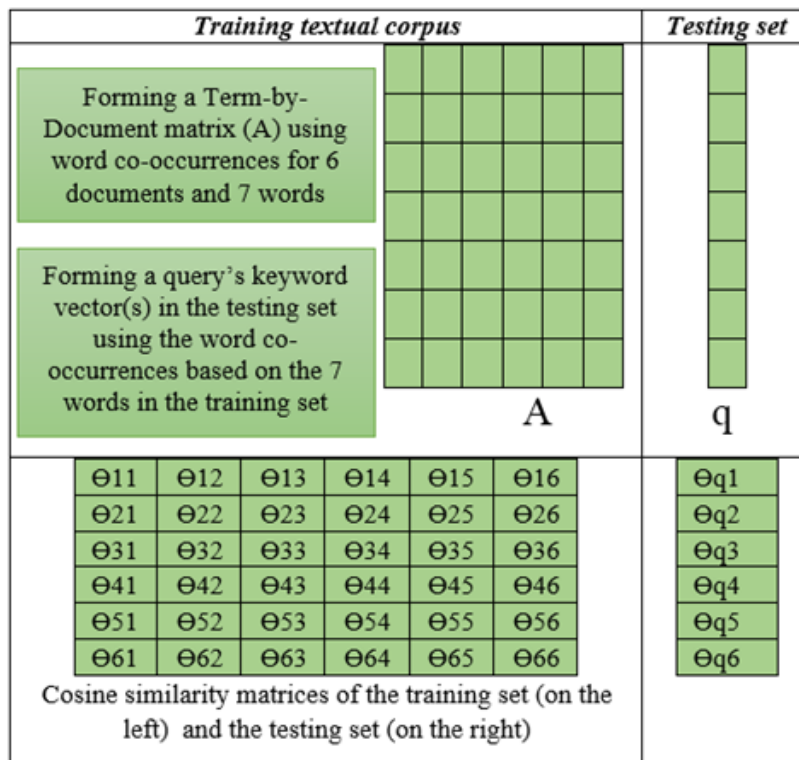 Training textual corpus
Testing set
Forming a Term-by-
Document matrix (A) using
word co-occurrences for 6
documents and 7 words
Forming a query’s keyword
vector(s) in the testing set
using the word co-
occurrences based on the 7
words in the training set
A
q
ϴ11 ϴ12 ϴ13 ϴ14 ϴ15 ϴ16
ϴ21 ϴ22 ϴ23 ϴ24 ϴ25 ϴ26
ϴ31 ϴ32 ϴ33 ϴ34 ϴ35 ϴ36
ϴ41 ϴ42 ϴ43 ϴ44 ϴ45 ϴ46
ϴ51 ϴ52 ϴ53 ϴ54 ϴ55 ϴ56
ϴ61 ϴ62 ϴ63 ϴ64 ϴ65 ϴ66
ϴq1
ϴq2
ϴq3
ϴq4
ϴq5
ϴq6
Cosine similarity matrices of the training set (on the
left) and the testing set (on the right)